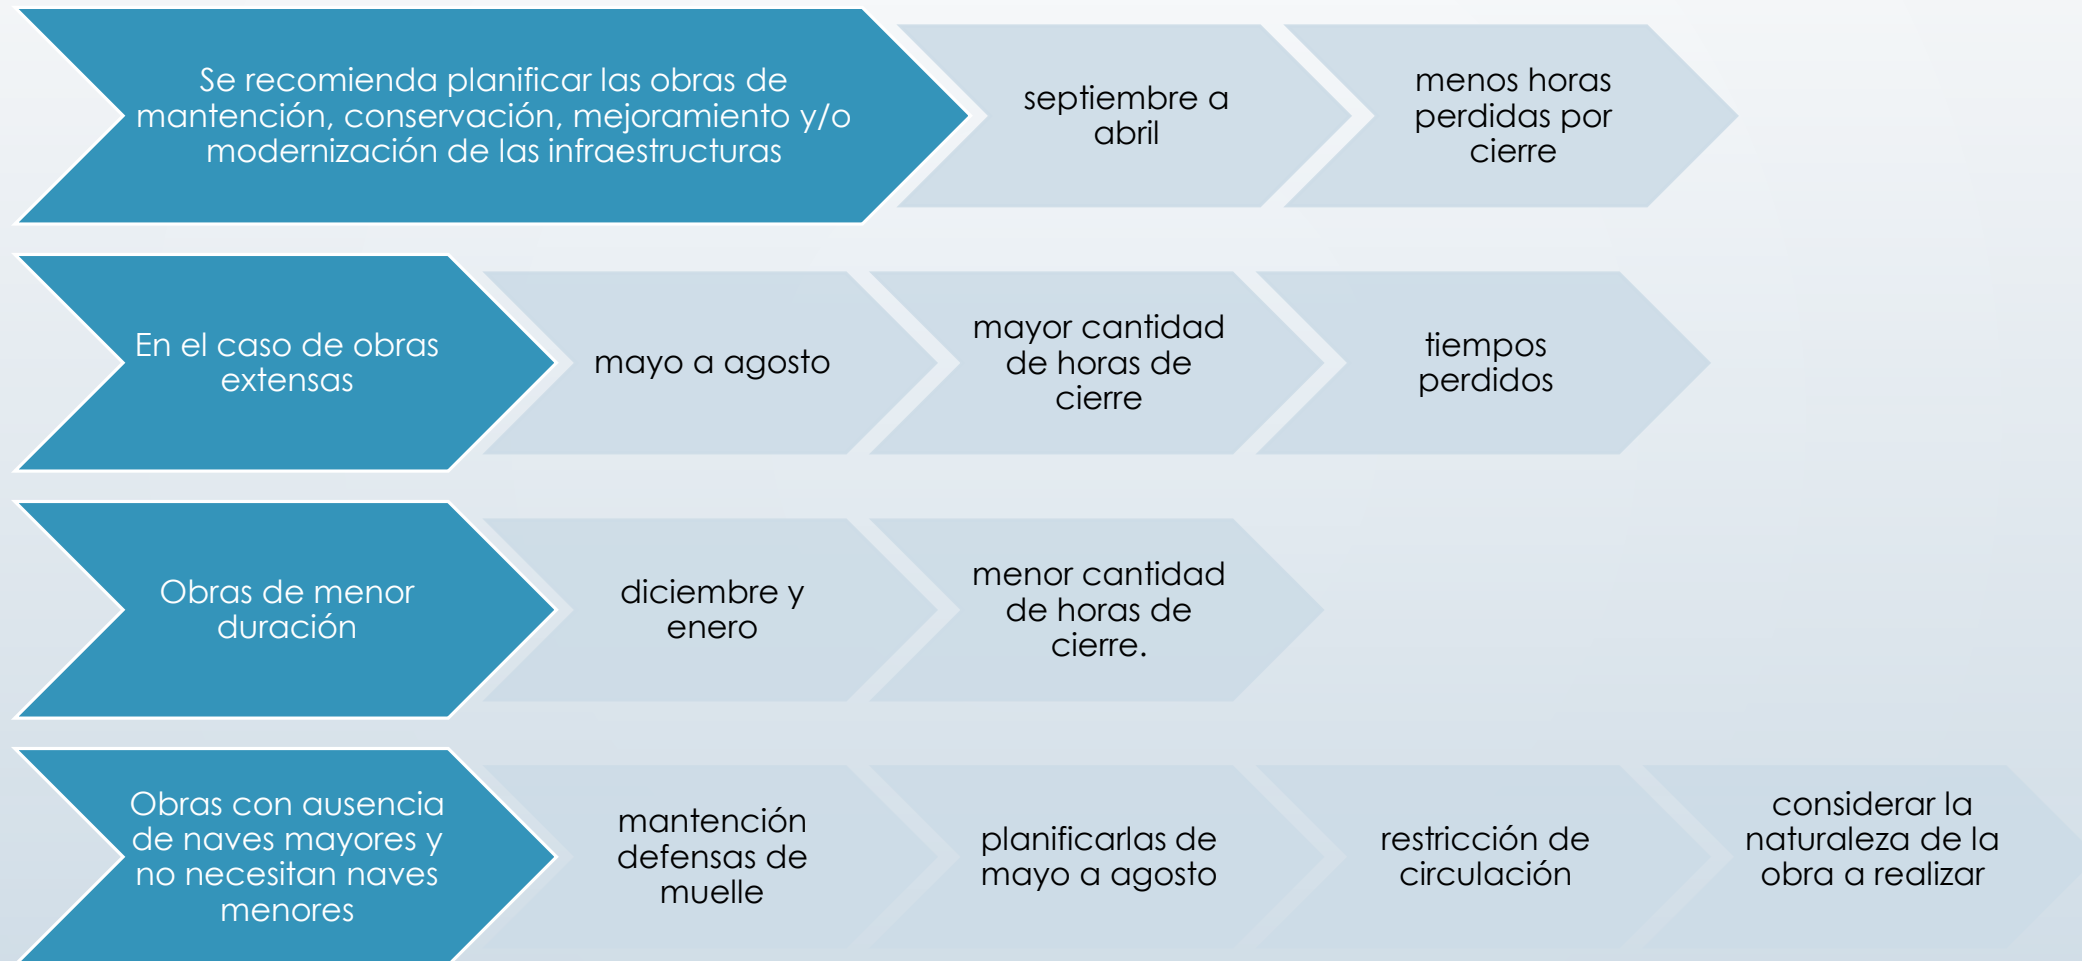 Se recomienda planificar las obras de
mantención, conservación, mejoramiento y/o
modernización de las infraestructuras
septiembre a
abril
menos horas
perdidas por
cierre
En el caso de obras
extensas
mayo a agosto
mayor cantidad
de horas de
cierre
tiempos
perdidos
Obras de menor
duración
diciembre y
enero
menor cantidad
de horas de
cierre.
Obras con ausencia
de naves mayores y
no necesitan naves
menores
mantención
defensas de
muelle
planificarlas de
mayo a agosto
restricción de
circulación
considerar la
naturaleza de la
obra a realizar